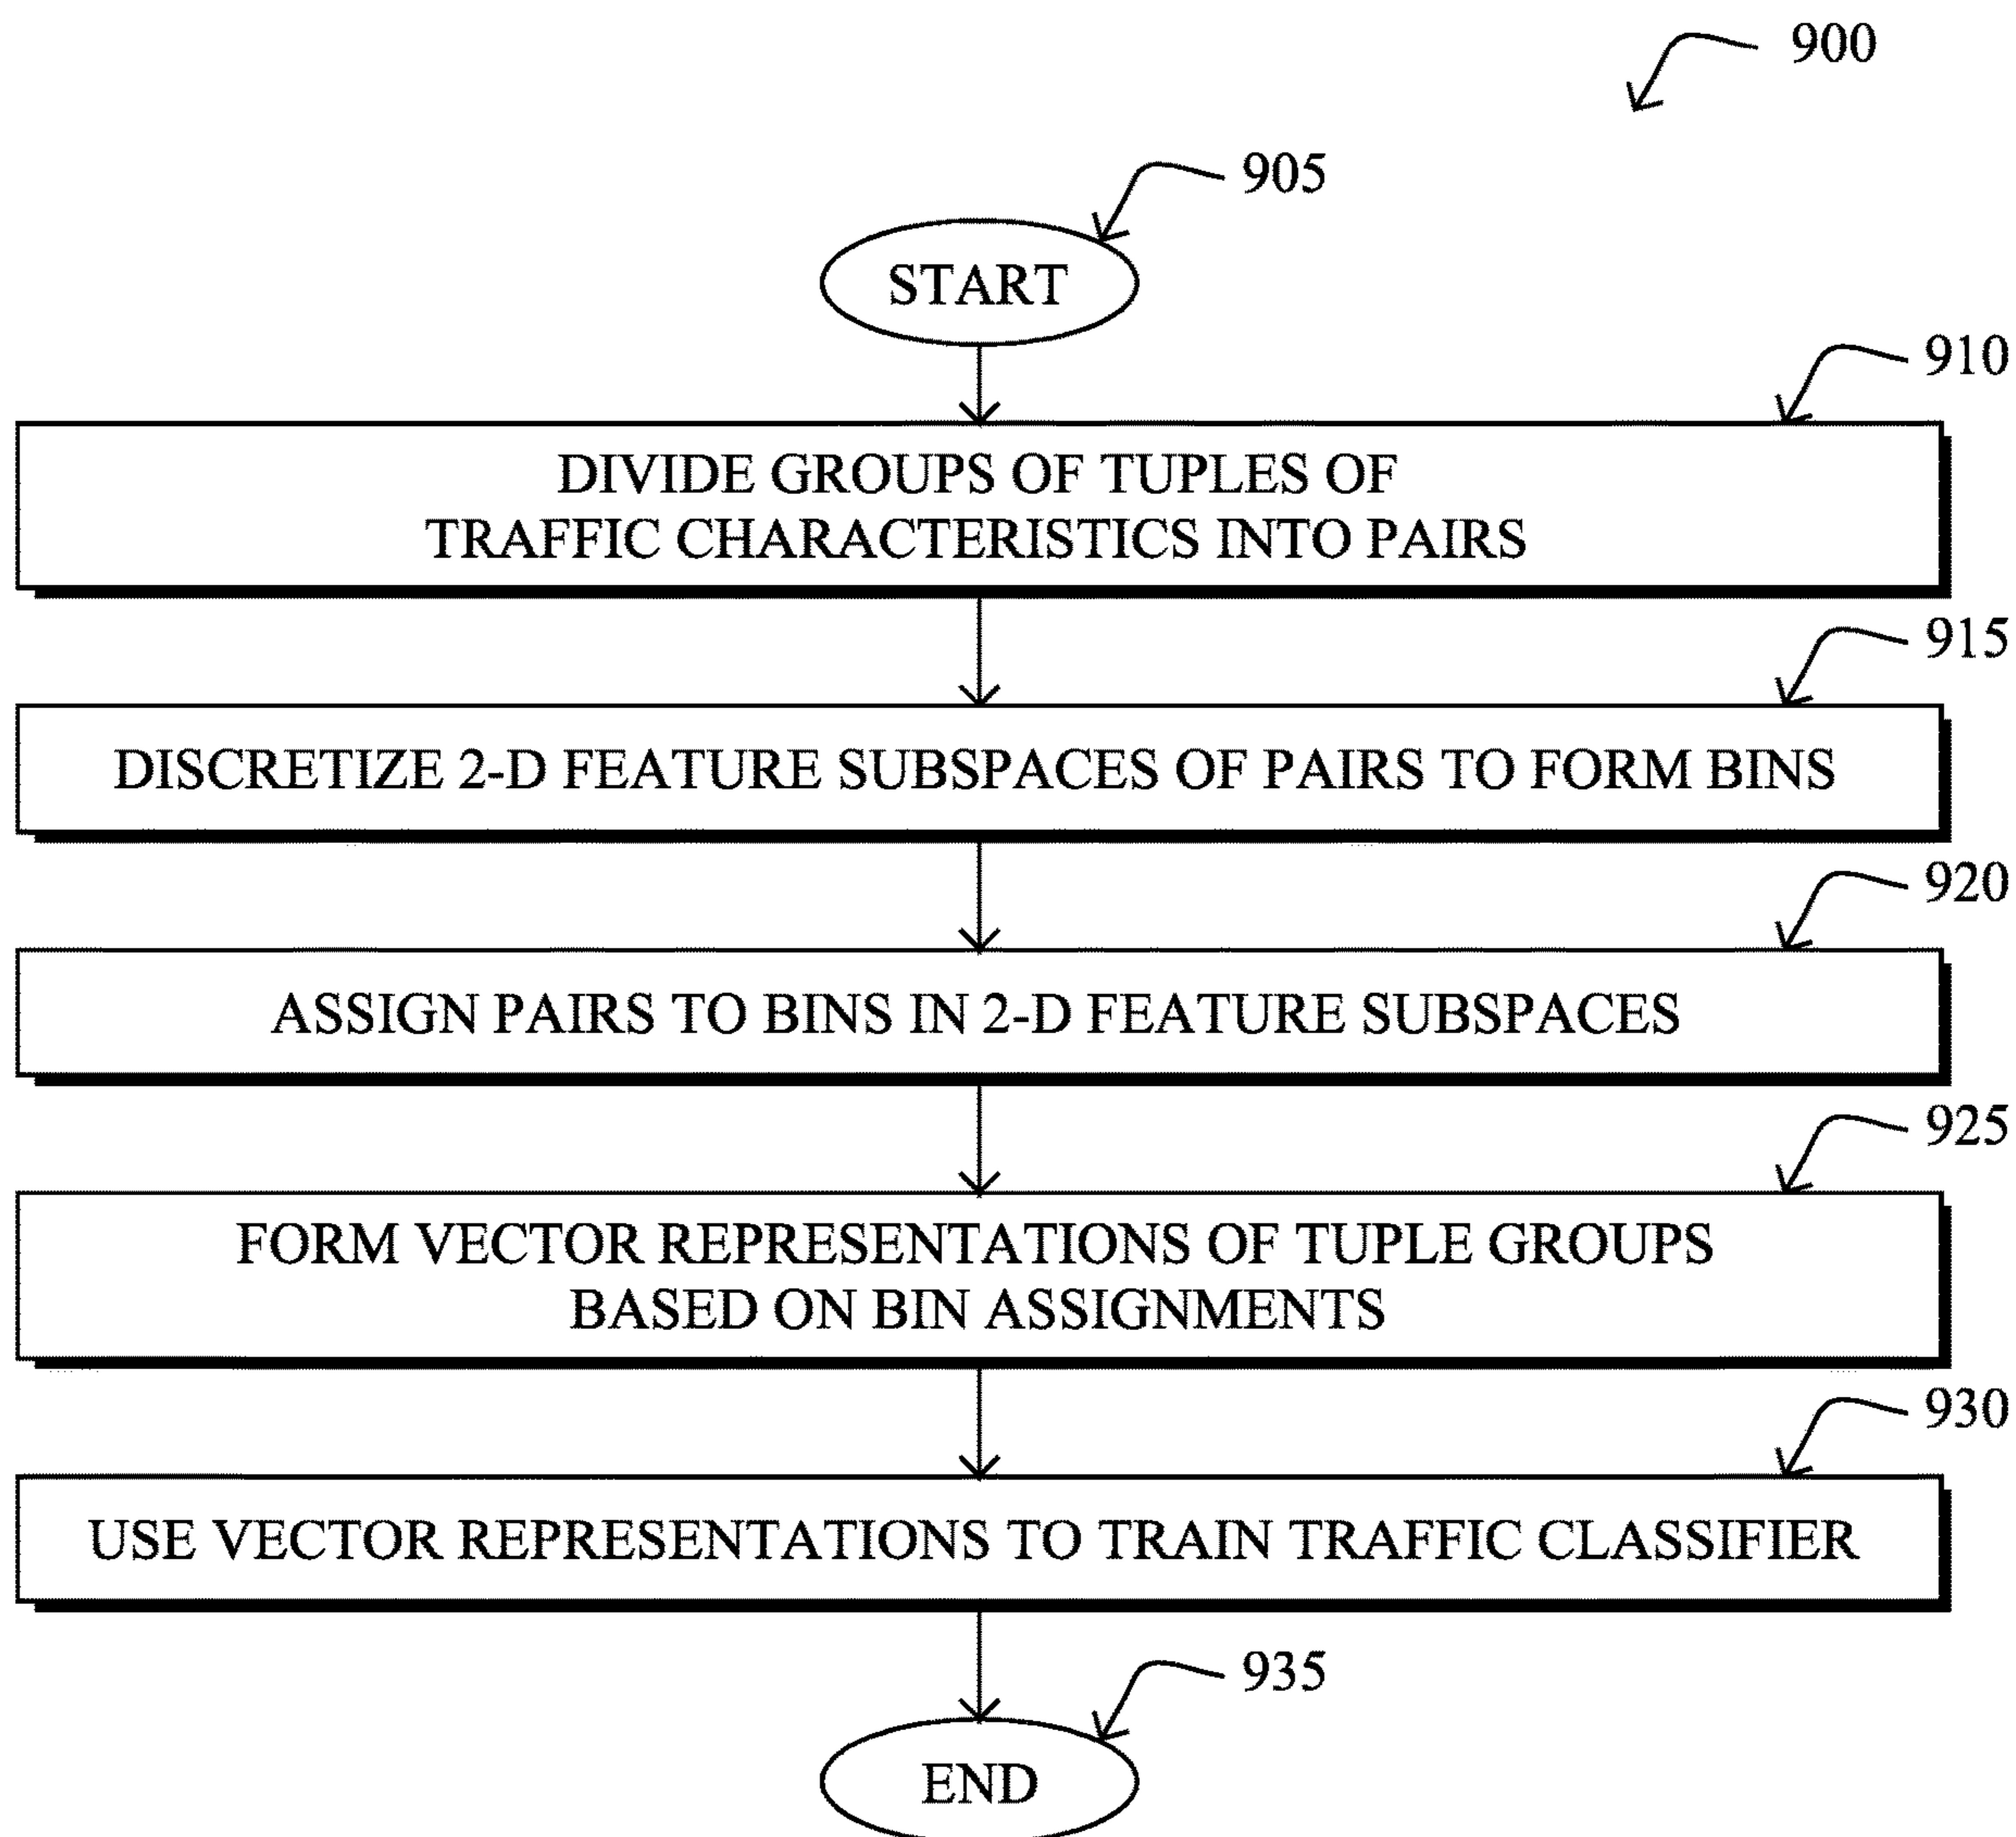 900
905
START
910
DIVIDE GROUPS OF TUPLES OF
TRAFFIC CHARACTERISTICS INTO PAIRS
915
DISCRETIZE 2-D FEATURE SUBSPACES OF PAIRS TO FORM BINS
920
ASSIGN PAIRS TO BINS IN 2-D FEATURE SUBSPACES
925
FORM VECTOR REPRESENTATIONS OF TUPLE GROUPS
BASED ON BIN ASSIGNMENTS
930
USE VECTOR REPRESENTATIONS TO TRAIN TRAFFIC CLASSIFIER
935
END